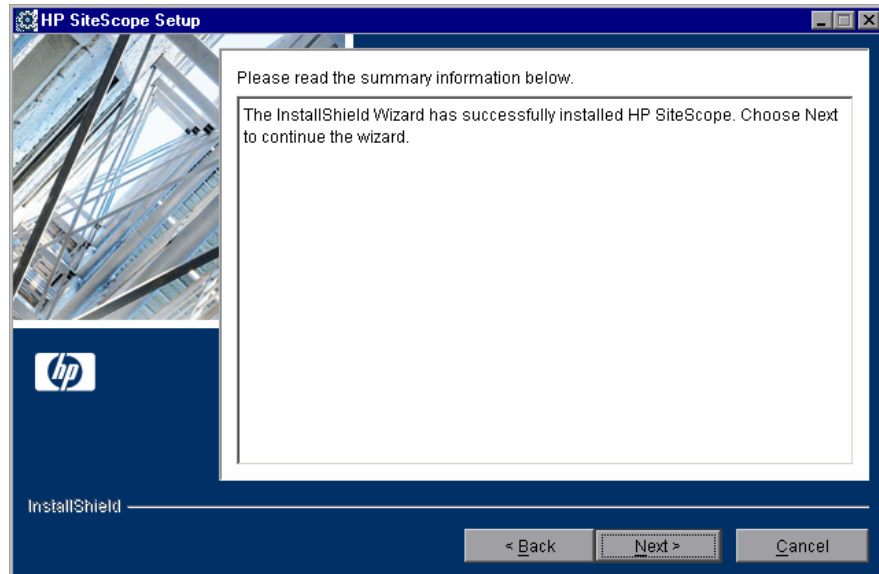 HP SiteScope Setup
Please read the summary information below.
The InstallShield Wizard has successfully installed HP SiteScope. Choose Next
to continue the wizard.
hp
InstallShield
< Back
Next >
Cancel